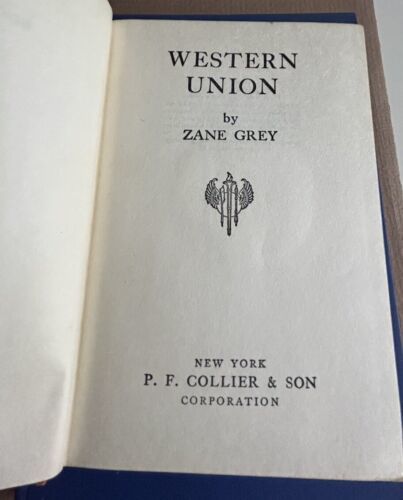 WESTERN
UNION
by
ZANE GREY
NEW YORK
P. F. COLLIER & SON
CORPORATION